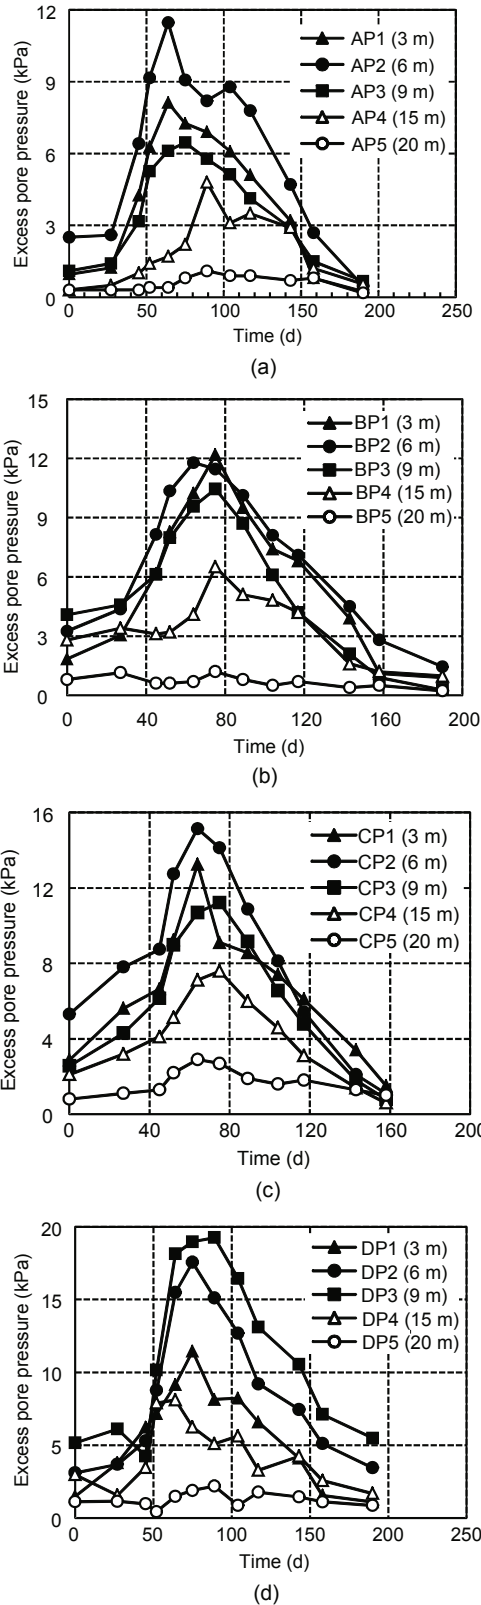 12
9
6
3
0
Excess pore pressure (kPa)
AP1 (3 m)
AP2 (6 m)
AP3 (9 m)
AP4 (15 m)
AP5 (20 m)
0 50 100 150 200 250
Time (d)
(a)
15
12
9
6
3
0
Excess pore pressure (kPa)
BP1 (3 m)
BP2 (6 m)
BP3 (9 m)
BP4 (15 m)
BP5 (20 m)
0 40 80 120 160 200
Time (d)
(b)
16
12
8
4
0
Excess pore pressure (kPa)
CP1 (3 m)
CP2 (6 m)
CP3 (9 m)
CP4 (15 m)
CP5 (20 m)
0 40 80 120 160 200
Time (d)
(c)
20
15
10
5
0
Excess pore pressure (kPa)
DP1 (3 m)
DP2 (6 m)
DP3 (9 m)
DP4 (15 m)
DP5 (20 m)
0 50 100 150 200 250
Time (d)
(d)